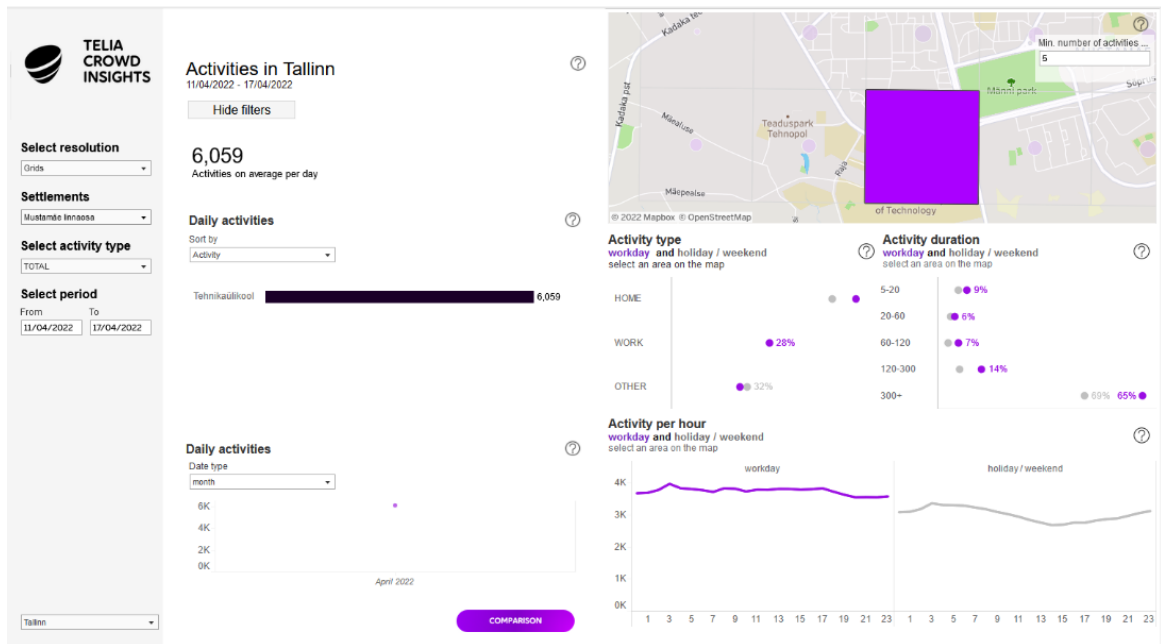 TELIA
CROWD
INSIGHTS
Select resolution
Grids
Settlements
Mustamäe linnaosa
Select activity type
TOTAL
Select period
From
To
11/04/2022
17/04/2022
Tallinn
Activities in Tallinn
11/04/2022 - 17/04/2022
Hide filters
6,059
Activities on average per day
Daily activities
Sort by
Activity
Tehnikaülikool
6,059
Daily activities
Date type
month
6K
4K
2K
0K
April 2022
COMPARISON
Kadaka tee
Kadaka pst
Mäealuse
Teaduspark
Tehnopol
Raja
Mäepealse
of Technology
Männi park
Sõprus
Min. number of activities ...
5
© 2022 Mapbox © OpenStreetMap
Activity type
workday and holiday / weekend
select an area on the map
HOME
WORK
28%
OTHER
32%
Activity duration
workday and holiday / weekend
select an area on the map
5-20
9%
20-60
6%
60-120
7%
120-300
14%
300+
69% 65%
Activity per hour
workday and holiday / weekend
select an area on the map
workday
holiday / weekend
4K
3K
2K
1K
0K
1 3 5 7 9 11 13 15 17 19 21 23
1 3 5 7 9 11 13 15 17 19 21 23